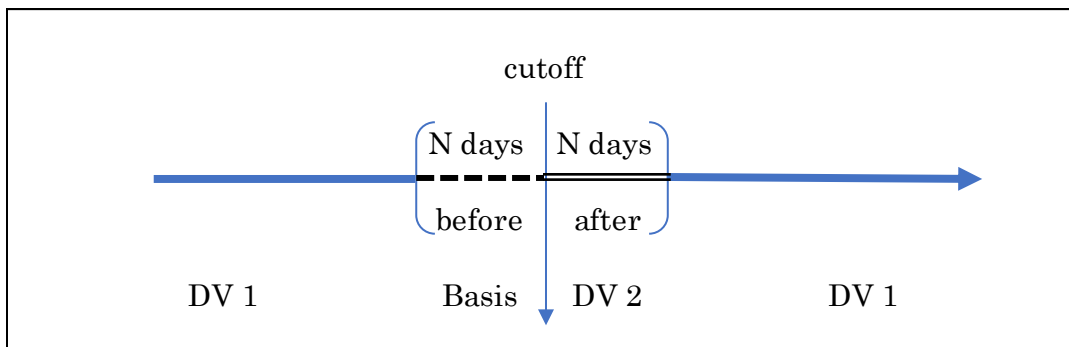 cutoff
N days N days
before after
DV 1 Basis DV 2 DV 1